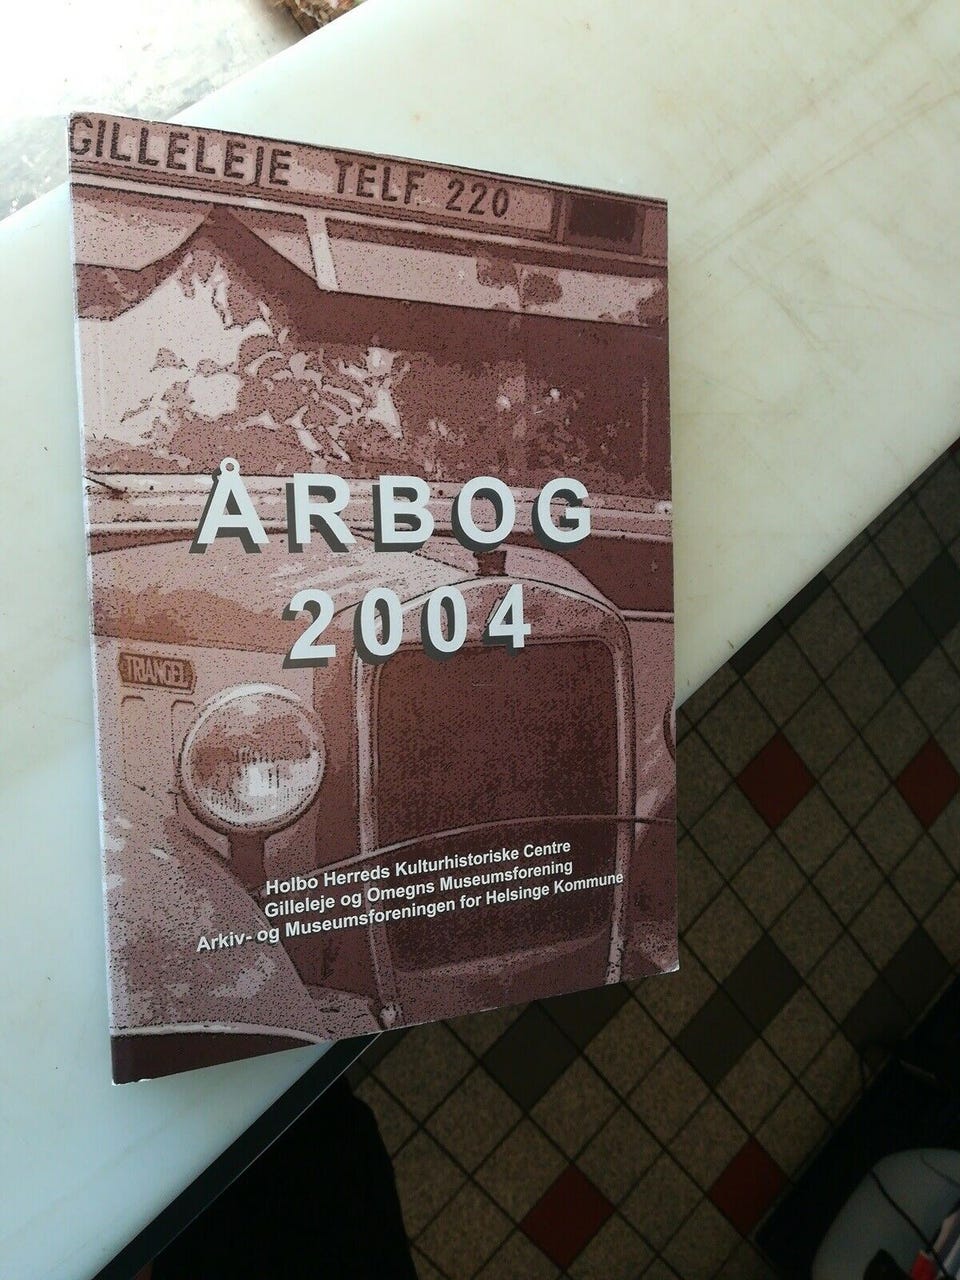 GILLELEJE TELF 220
ÅRBOG
2004
TRIANGEL
Holbo Herreds Kulturhistoriske Centre
Gilleleje og Omegns Museumsforening
Arkiv- og Museumsforeningen for Helsinge Kommune